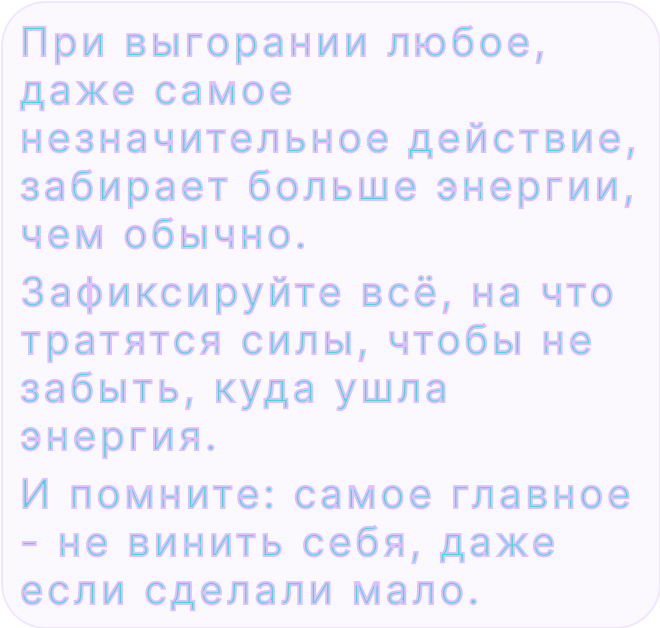 При выгорании любое,
даже самое
незначительное действие,
забирает больше энергии,
чем обычно.
Зафиксируйте всё, на что
тратятся силы, чтобы не
забыть, куда ушла
энергия.
И помните: самое главное
- не винить себя, даже
если сделали мало.